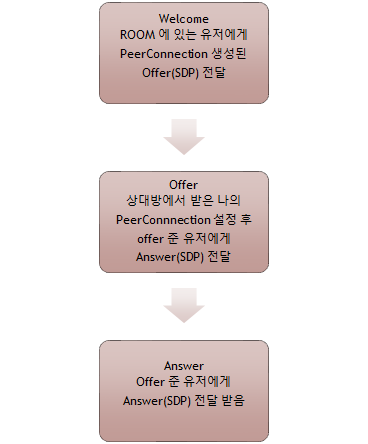 Welcome
ROOM 에 있는 유저에게
PeerConnection 생성된
Offer(SDP) 전달
Offer
상대방에서 받은 나의
PeerConnnection 설정 후
offer 준 유저에게
Answer(SDP) 전달
Answer
Offer 준 유저에게
Answer(SDP) 전달 받음